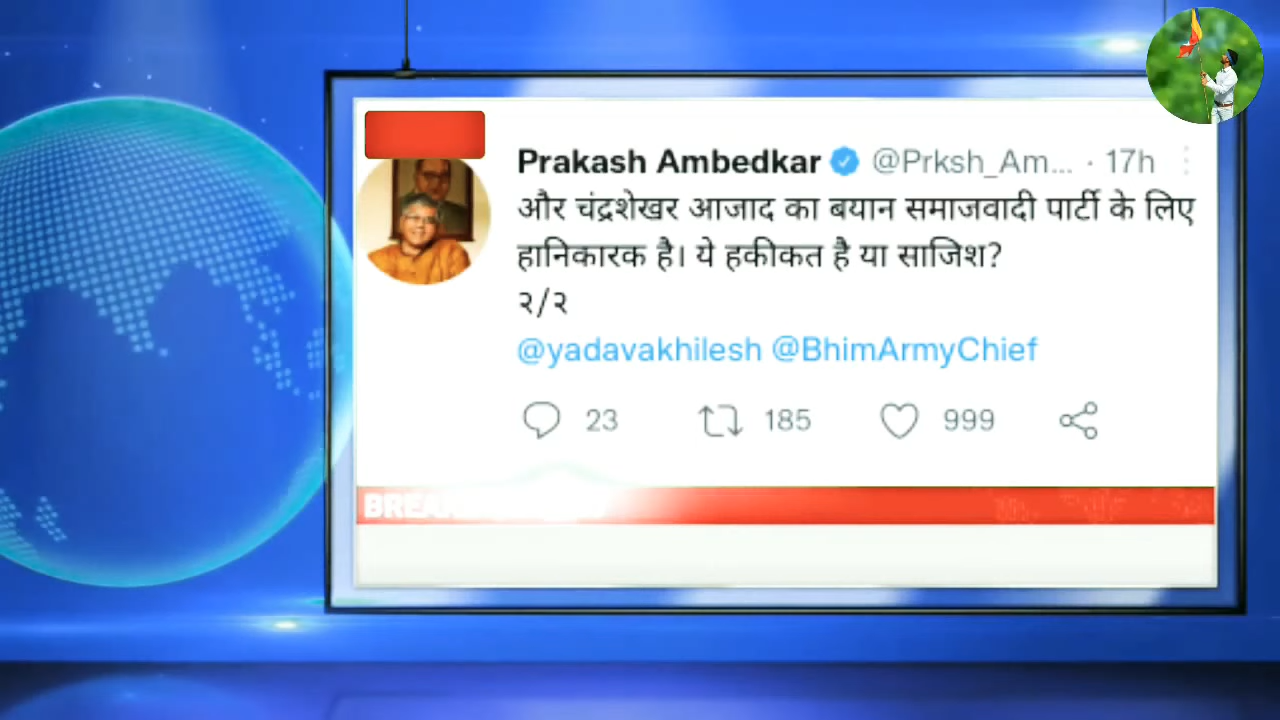 Prakash Ambedkar @Prksh_Am... · 17h
और चंद्रशेखर आजाद का बयान समाजवादी पार्टी के लिए
हानिकारक है। ये हकीकत है या साजिश?
२/२
@yadavakhilesh @BhimArmyChief
23 185 999